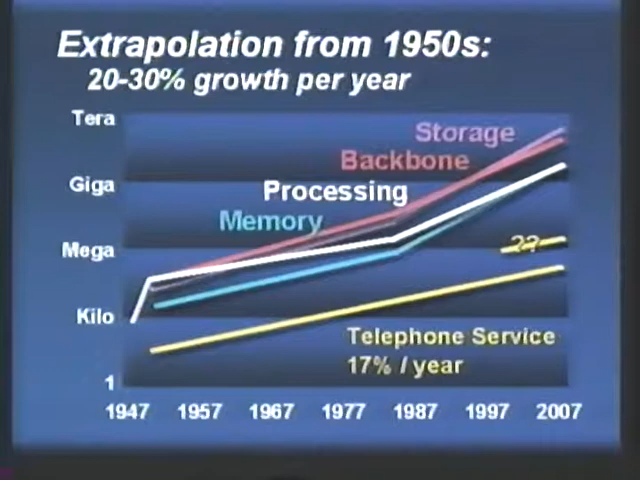 Extrapolation from 1950s:
20-30% growth per year
Tera
Storage
Backbone
Giga
Processing
Memory
Mega
??
Kilo
Telephone Service
17% / year
1
1947 1957 1967 1977 1987 1997 2007